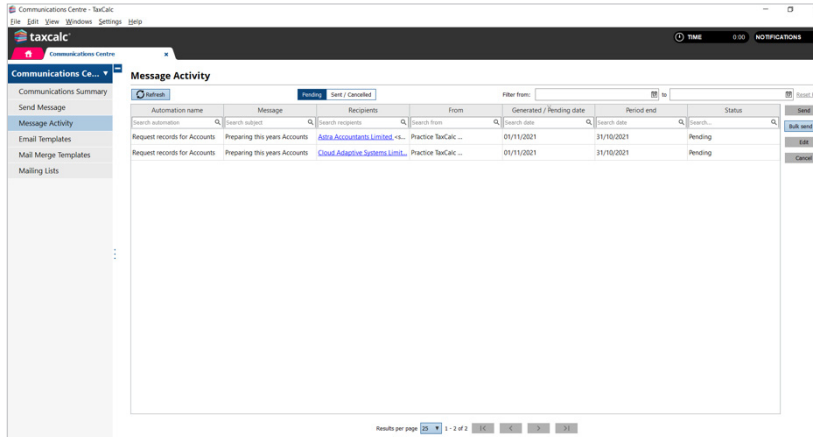 Communications Centre - TaxCalc
File Edit View Windows Settings Help
taxcalc
TIME 0:00 NOTIFICATIONS
Communications Centre x
Communications Ce...
Communications Summary
Send Message
Message Activity
Email Templates
Mail Merge Templates
Mailing Lists
Message Activity
Refresh Pending Sent / Cancelled Filter from: to Reset
Automation name Message Recipients From Generated / Pending date Period end Status
Search automation Search subject Search recipients Search from Search date Search date Search...
Request records for Accounts Preparing this years Accounts Astra Accountants Limited <s... Practice TaxCalc ... 01/11/2021 31/10/2021 Pending
Request records for Accounts Preparing this years Accounts Cloud Adaptive Systems Limit... Practice TaxCalc ... 01/11/2021 31/10/2021 Pending
Send
Bulk send
Edit
Cancel
Results per page 25 1 - 2 of 2